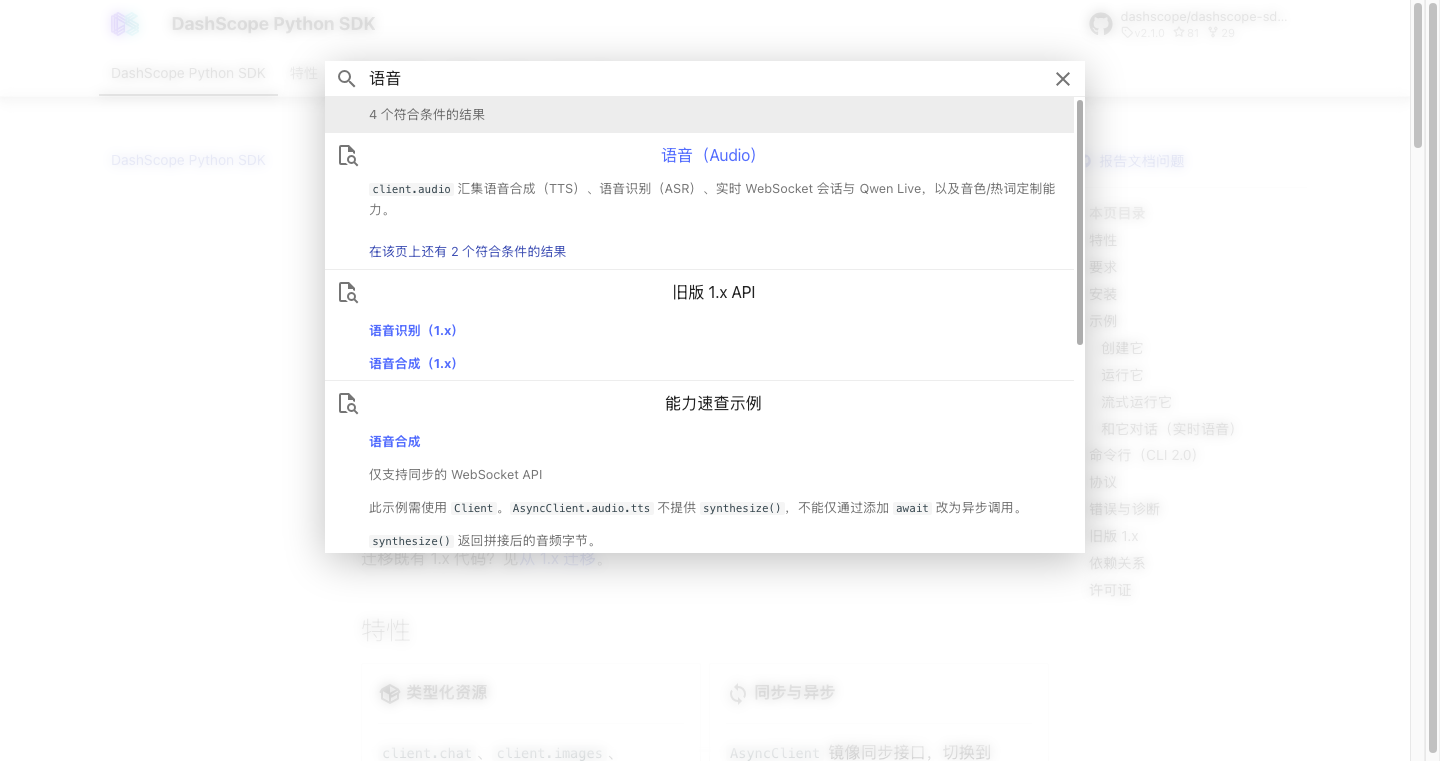 DashScope Python SDK
dashscope/dashscope-sd...
v2.1.0 81 29
DashScope Python SDK 特性
语音
4 个符合条件的结果
语音（Audio）
client.audio 汇集语音合成（TTS）、语音识别（ASR）、实时 WebSocket 会话与 Qwen Live，以及音色/热词定制能
力。
在该页上还有 2 个符合条件的结果
旧版 1.x API
语音识别（1.x）
语音合成（1.x）
能力速查示例
语音合成
仅支持同步的 WebSocket API
此示例需使用 Client 。AsyncClient.audio.tts 不提供 synthesize()，不能仅通过添加 await 改为异步调用。
synthesize() 返回拼接后的音频字节。
DashScope Python SDK
报告文档问题
本页目录
特性
要求
安装
示例
创建它
运行它
流式运行它
和它对话（实时语音）
命令行（CLI 2.0）
协议
错误与诊断
旧版 1.x
依赖关系
许可证
迁移既有 1.x 代码？见从 1.x 迁移。
特性
类型化资源
同步与异步
client.chat 、 client.images 、
AsyncClient 镜像同步接口，切换到